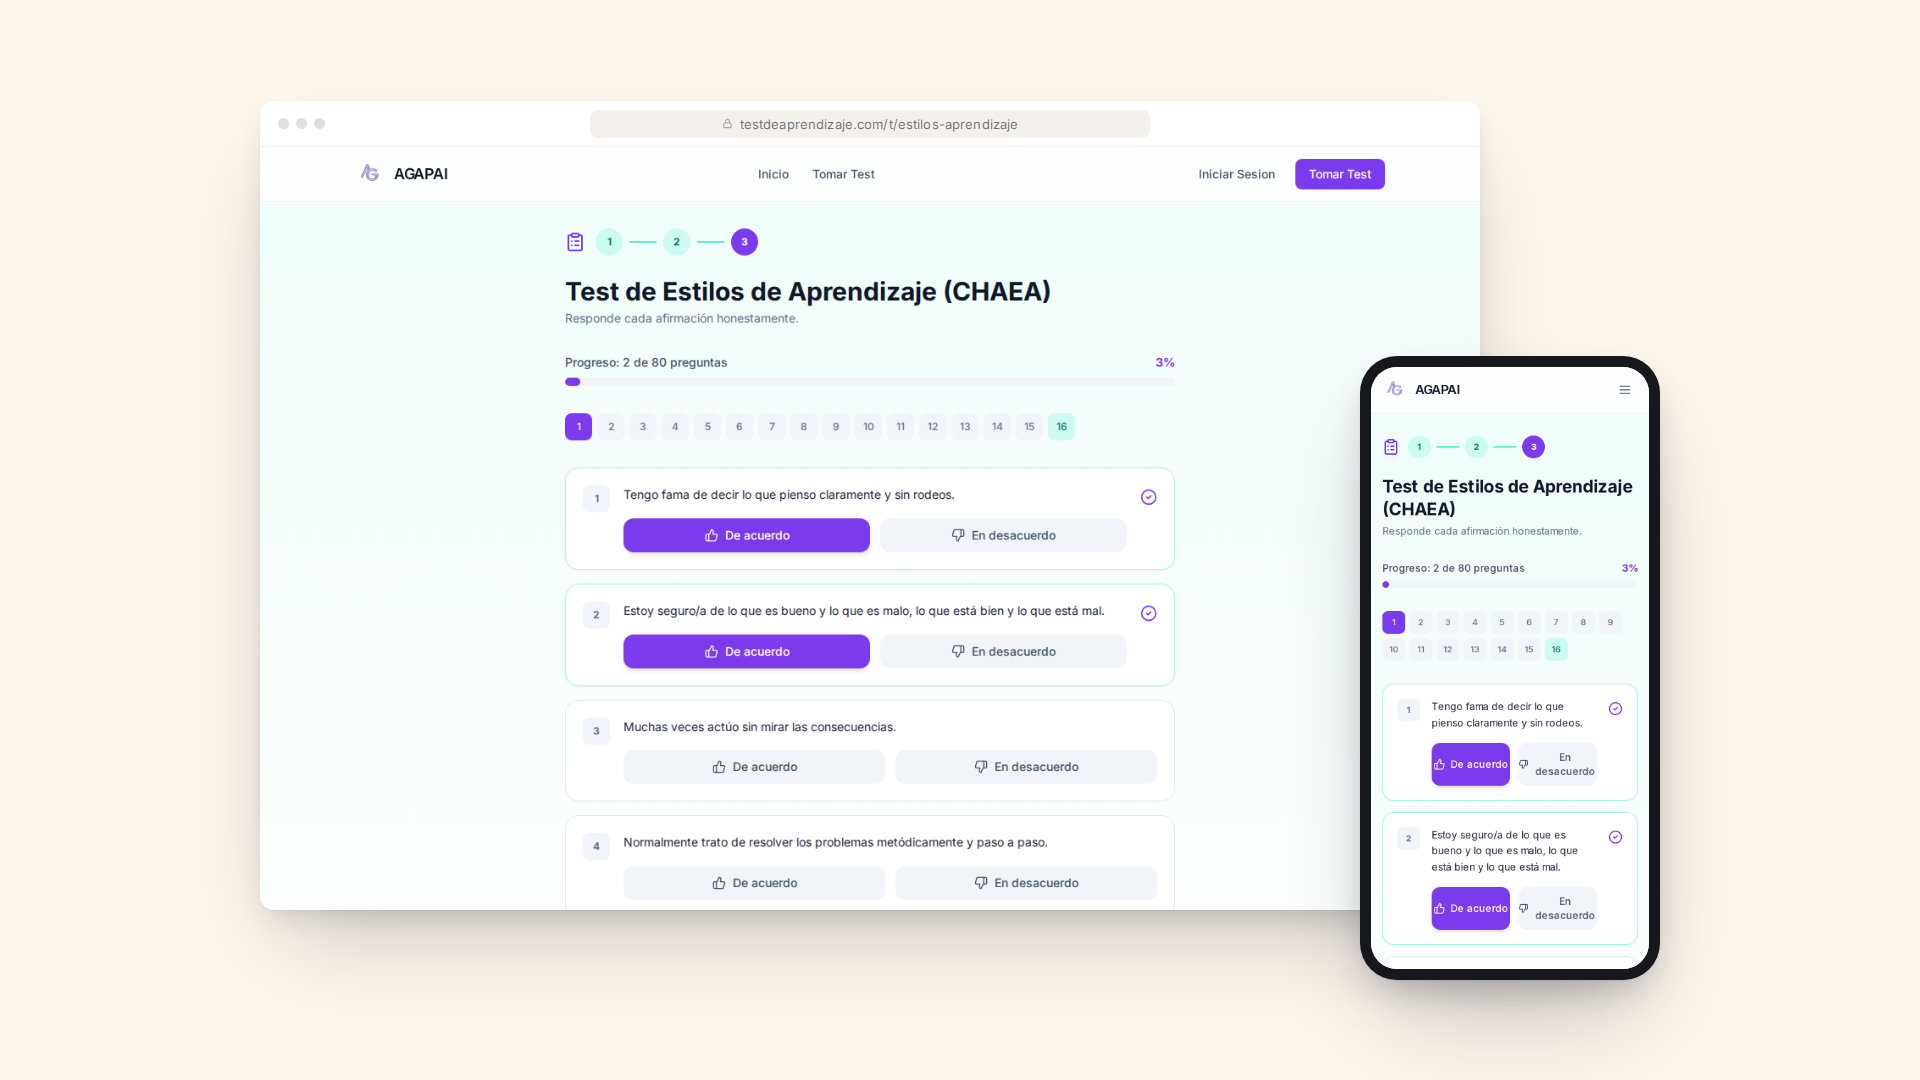 testdeaprendizaje.com/t/estilos-aprendizaje
AG AGAPAI
Inicio
Tomar Test
Iniciar Sesion
Tomar Test
1 2 3
Test de Estilos de Aprendizaje (CHAEA)
Responde cada afirmación honestamente.
Progreso: 2 de 80 preguntas 3%
1 2 3 4 5 6 7 8 9 10 11 12 13 14 15 16
1 Tengo fama de decir lo que pienso claramente y sin rodeos.
De acuerdo En desacuerdo
2 Estoy seguro/a de lo que es bueno y lo que es malo, lo que está bien y lo que está mal.
De acuerdo En desacuerdo
3 Muchas veces actúo sin mirar las consecuencias.
De acuerdo En desacuerdo
4 Normalmente trato de resolver los problemas metódicamente y paso a paso.
De acuerdo En desacuerdo
AG AGAPAI
1 2 3
Test de Estilos de Aprendizaje
(CHAEA)
Responde cada afirmación honestamente.
Progreso: 2 de 80 preguntas 3%
1 2 3 4 5 6 7 8 9
10 11 12 13 14 15 16
1 Tengo fama de decir lo que
pienso claramente y sin rodeos.
De acuerdo En
desacuerdo
2 Estoy seguro/a de lo que es
bueno y lo que es malo, lo que
está bien y lo que está mal.
De acuerdo En
desacuerdo